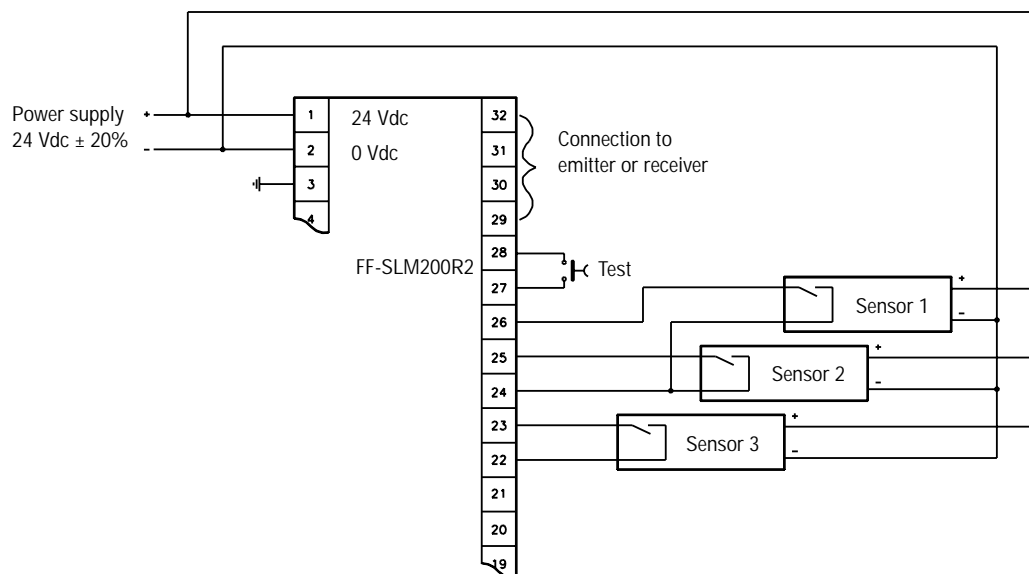 Power supply
24 Vdc ± 20%
+
-
1
2
3
4
24 Vdc
0 Vdc
FF-SLM200R2
32
31
30
29
28
27
26
25
24
23
22
21
20
19
Connection to
emitter or receiver
Test
Sensor 1
+
-
Sensor 2
+
-
Sensor 3
+
-